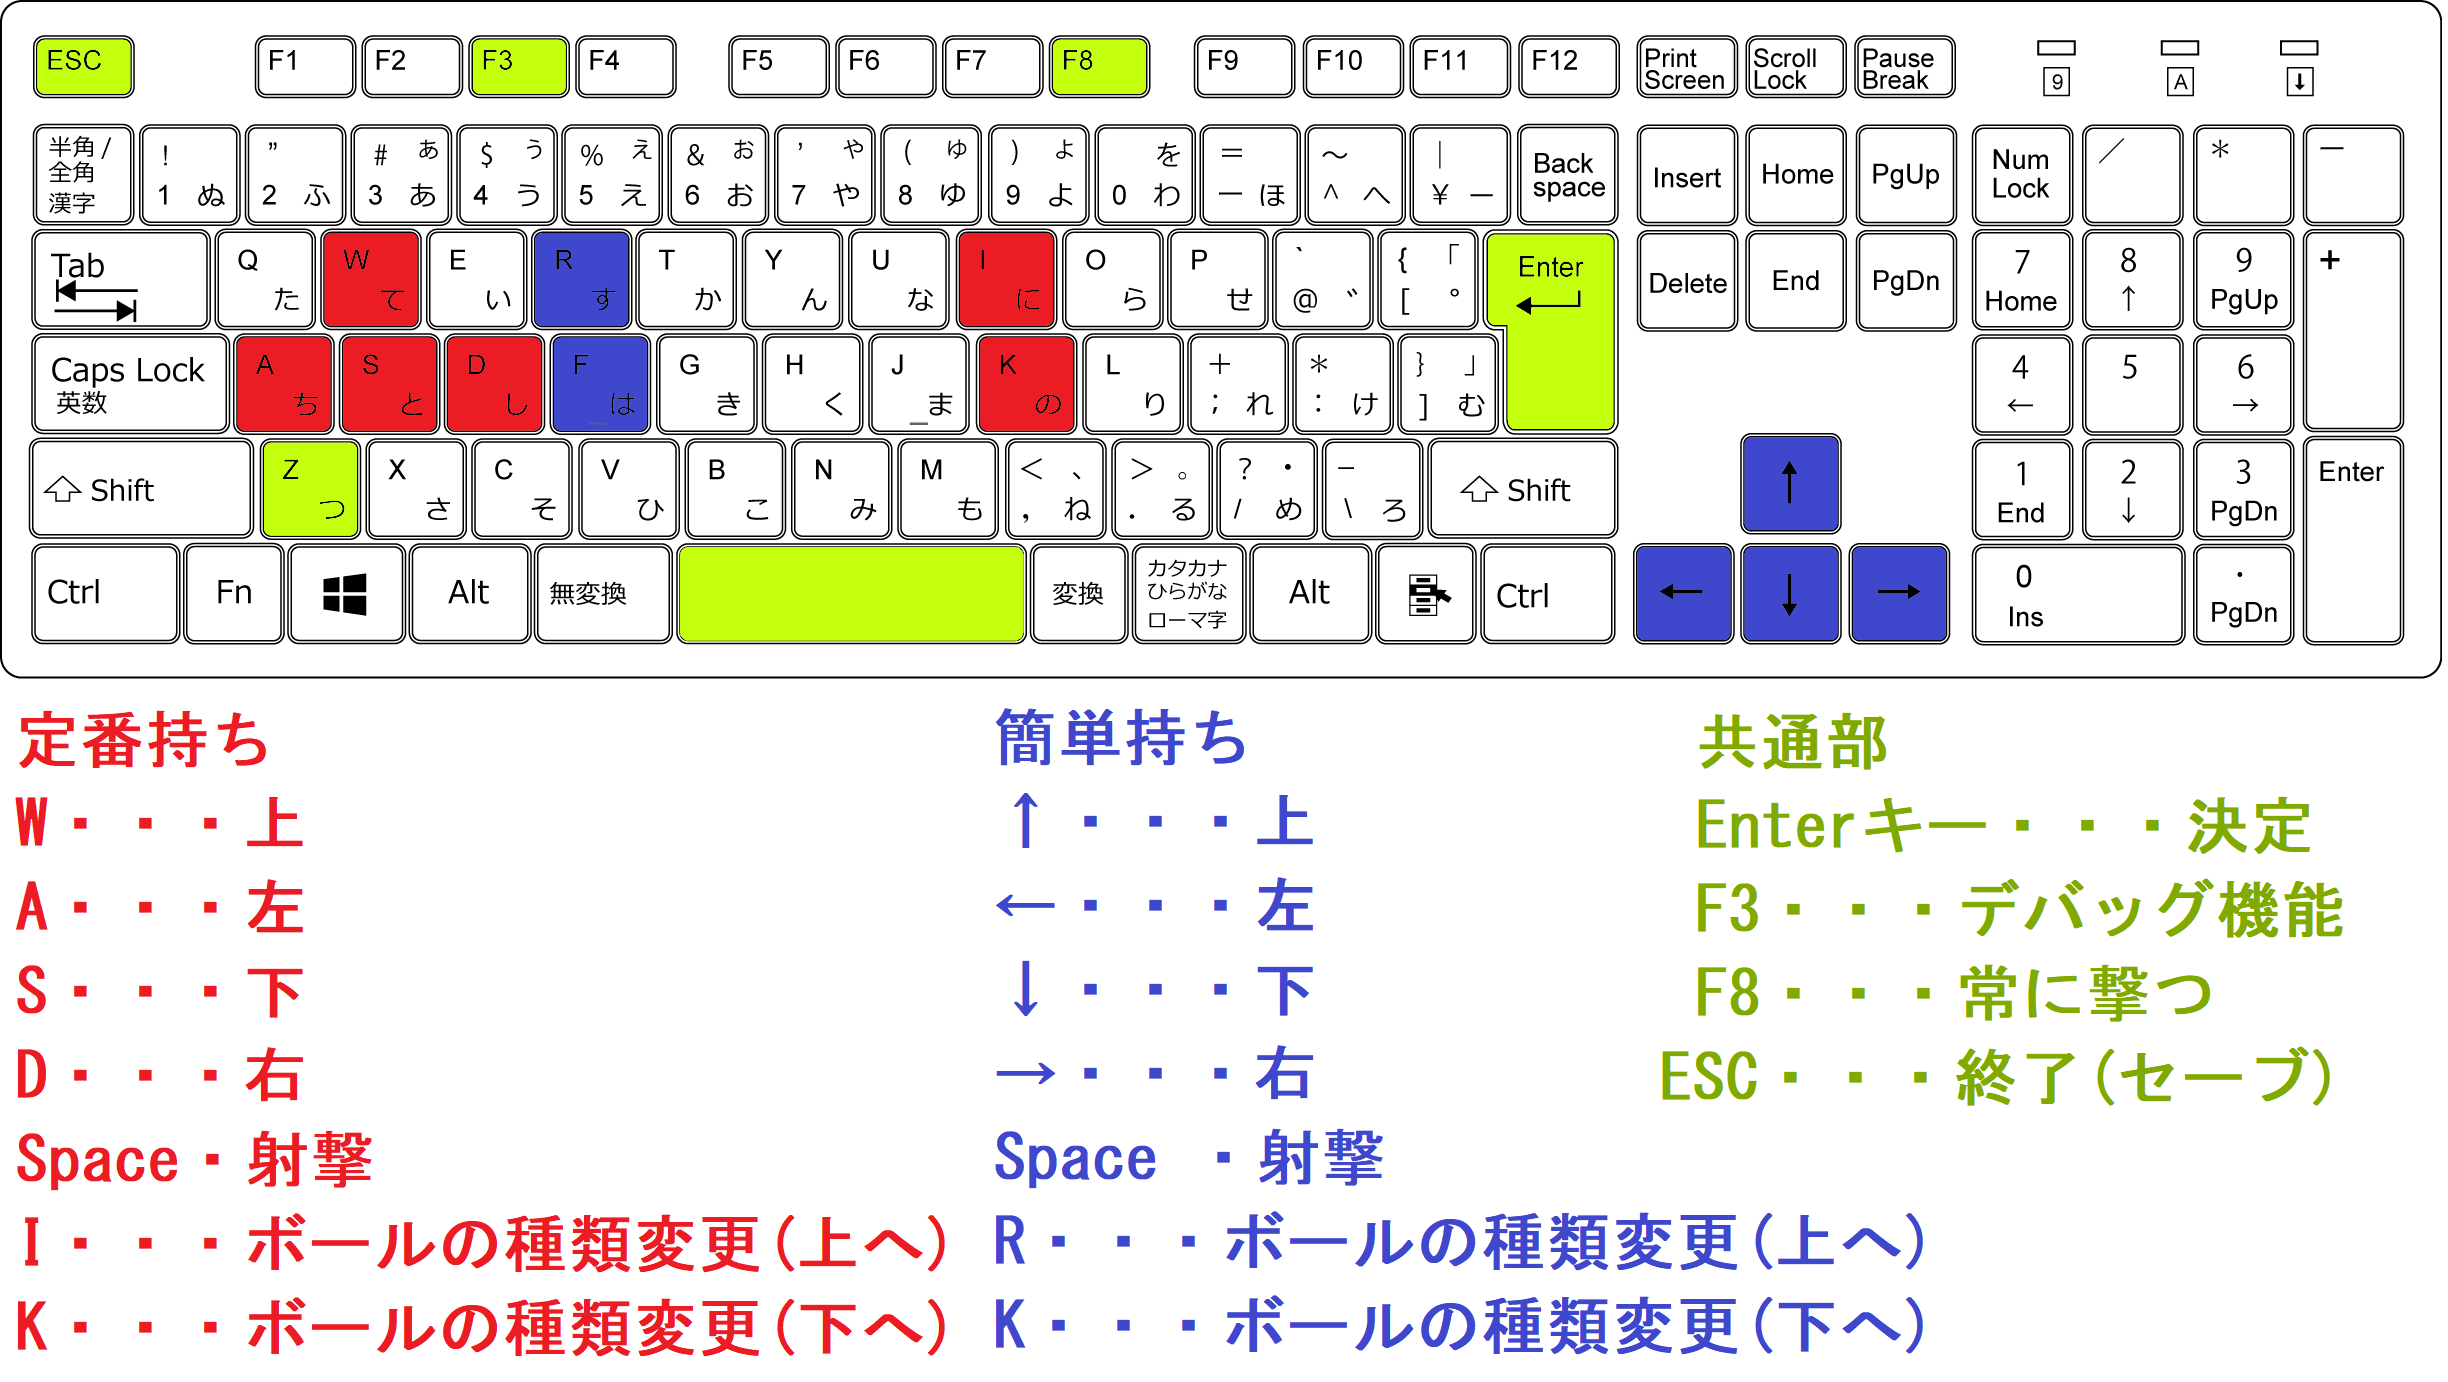 ESC F1 F2 F3 F4 F5 F6 F7 F8 F9 F10 F11 F12 Print Screen Scroll Lock Pause Break 9 A ↓
半角/全角 漢字 ! 1 ぬ ” 2 ふ # ぁ 3 あ $ ぅ 4 う % ぇ 5 え & ぉ 6 お ’ ゃ 7 や ( ゅ 8 ゆ ) ょ 9 よ を 0 わ = ー ほ ~ ^ へ | ¥ ー Back space Insert Home PgUp Num Lock / * ー
Tab Q た W て E い R す T か Y ん U な I に O ら P せ ` @ ゛ { 「 [ ° Enter Delete End PgDn 7 Home 8 ↑ 9 PgUp +
Caps Lock 英数 A ち S と D し F は G き H く J ま K の L り + ; れ * : け } 」 ] む 4 ← 5 6 →
Shift Z つ X さ C そ V ひ B こ N み M も < 、 , ね > 。 . る ? ・ / め − \ ろ Shift ↑ 1 End 2 ↓ 3 PgDn Enter
Ctrl Fn Alt 無変換 変換 カタカナ ひらがな ローマ字 Alt Ctrl ← ↓ → 0 Ins . PgDn
定番持ち
W・・・上
A・・・左
S・・・下
D・・・右
Space・射撃
I・・・ボールの種類変更(上へ)
K・・・ボールの種類変更(下へ)
簡単持ち
↑・・・上
←・・・左
↓・・・下
→・・・右
Space ・射撃
R・・・ボールの種類変更(上へ)
K・・・ボールの種類変更(下へ)
共通部
Enterキー・・・決定
F3・・・デバッグ機能
F8・・・常に撃つ
ESC・・・終了(セーブ)